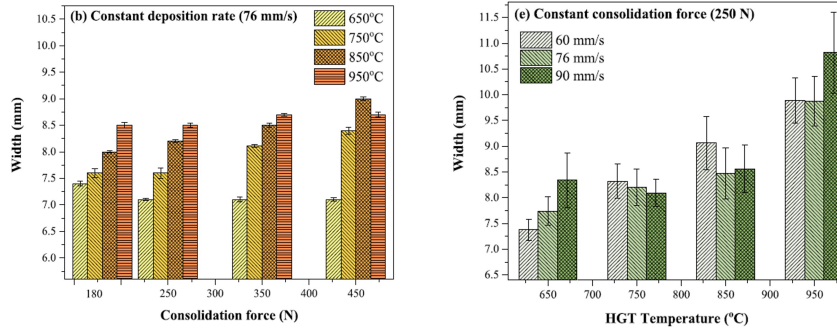 (b) Constant deposition rate (76 mm/s)
650°C
750°C
850°C
950°C
Width (mm)
10.5
10.0
9.5
9.0
8.5
8.0
7.5
7.0
6.5
6.0
180 250 300 350 400 450
Consolidation force (N)
(e) Constant consolidation force (250 N)
60 mm/s
76 mm/s
90 mm/s
Width (mm)
11.5
11.0
10.5
10.0
9.5
9.0
8.5
8.0
7.5
7.0
6.5
650 700 750 800 850 900 950
HGT Temperature (°C)